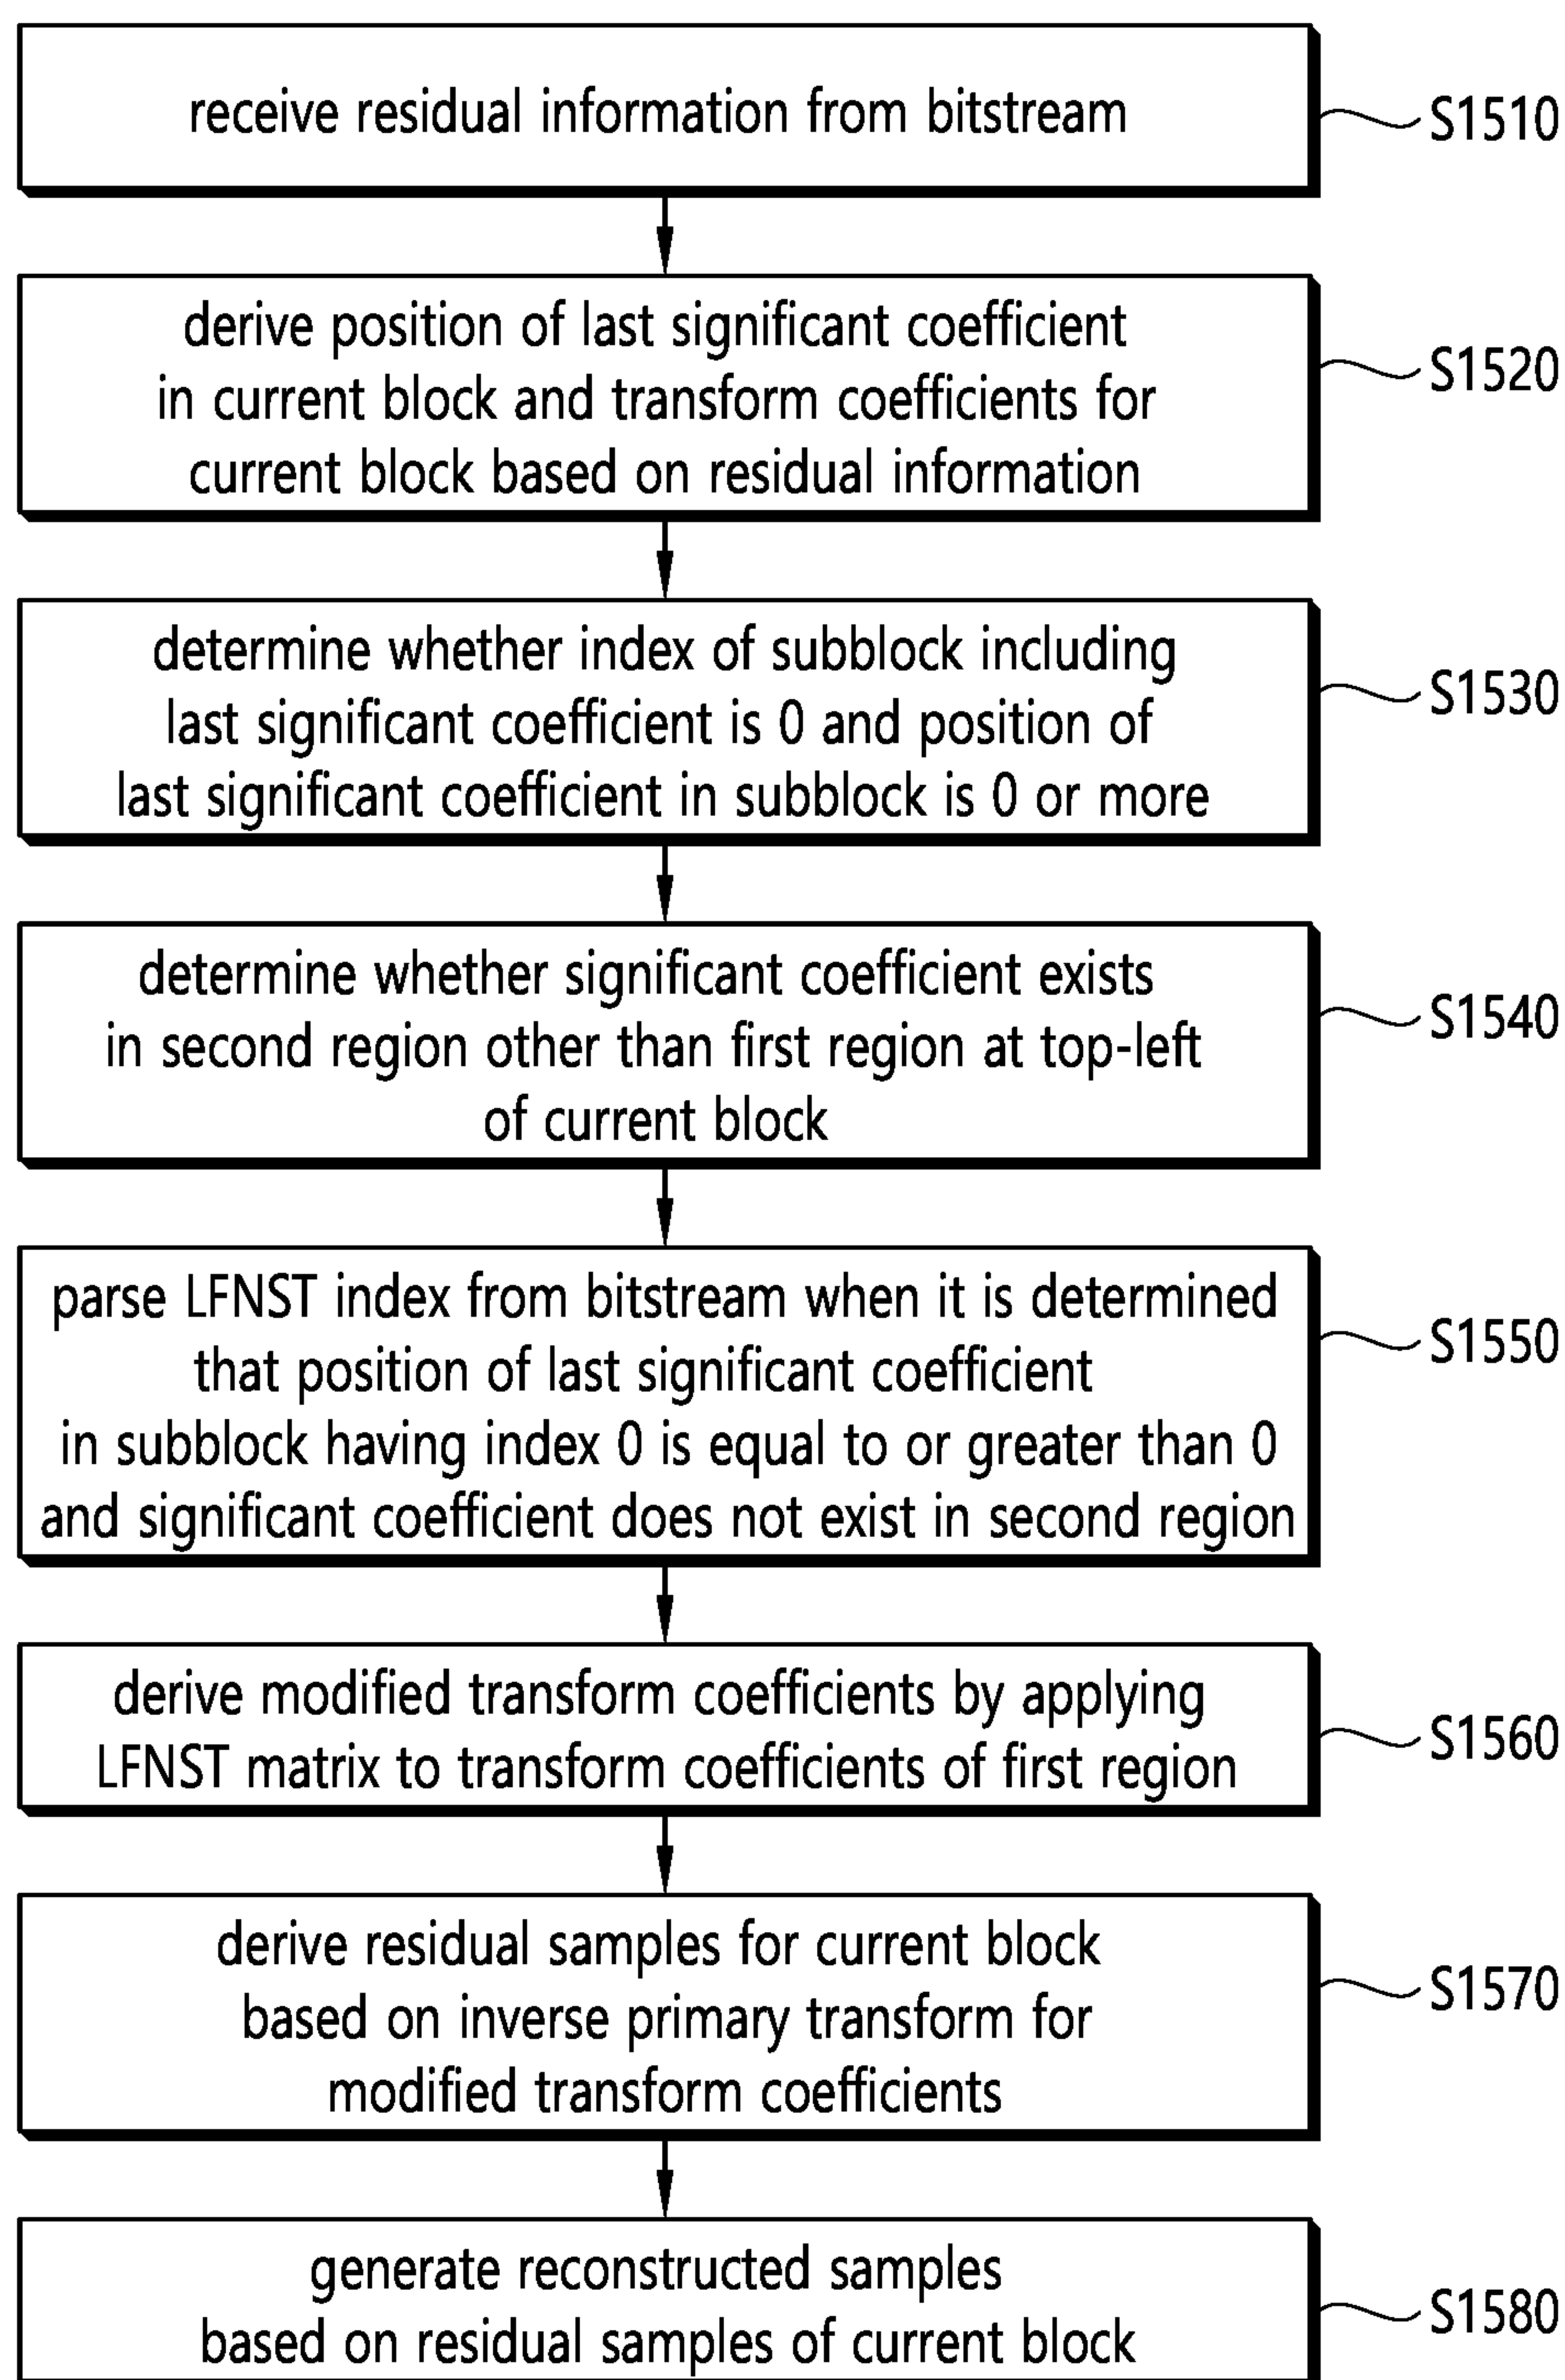 receive residual information from bitstream
S1510
derive position of last significant coefficient
in current block and transform coefficients for
current block based on residual information
S1520
determine whether index of subblock including
last significant coefficient is 0 and position of
last significant coefficient in subblock is 0 or more
S1530
determine whether significant coefficient exists
in second region other than first region at top-left
of current block
S1540
parse LFNST index from bitstream when it is determined
that position of last significant coefficient
in subblock having index 0 is equal to or greater than 0
and significant coefficient does not exist in second region
S1550
derive modified transform coefficients by applying
LFNST matrix to transform coefficients of first region
S1560
derive residual samples for current block
based on inverse primary transform for
modified transform coefficients
S1570
generate reconstructed samples
based on residual samples of current block
S1580